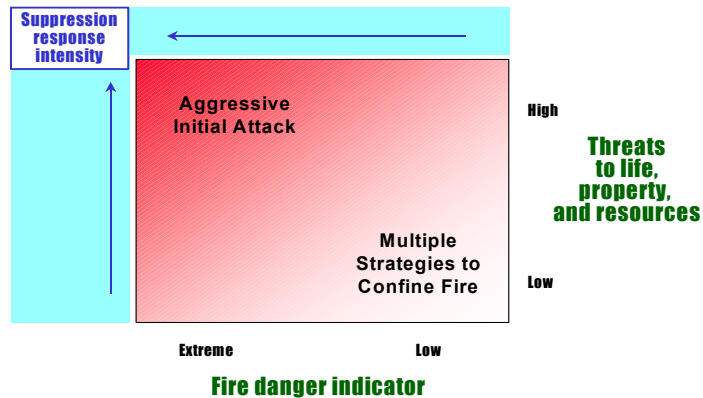 Suppression
response
intensity
Aggressive
Initial Attack
High
Threats
to life,
property,
and resources
Multiple
Strategies to
Confine Fire
Low
Extreme
Low
Fire danger indicator